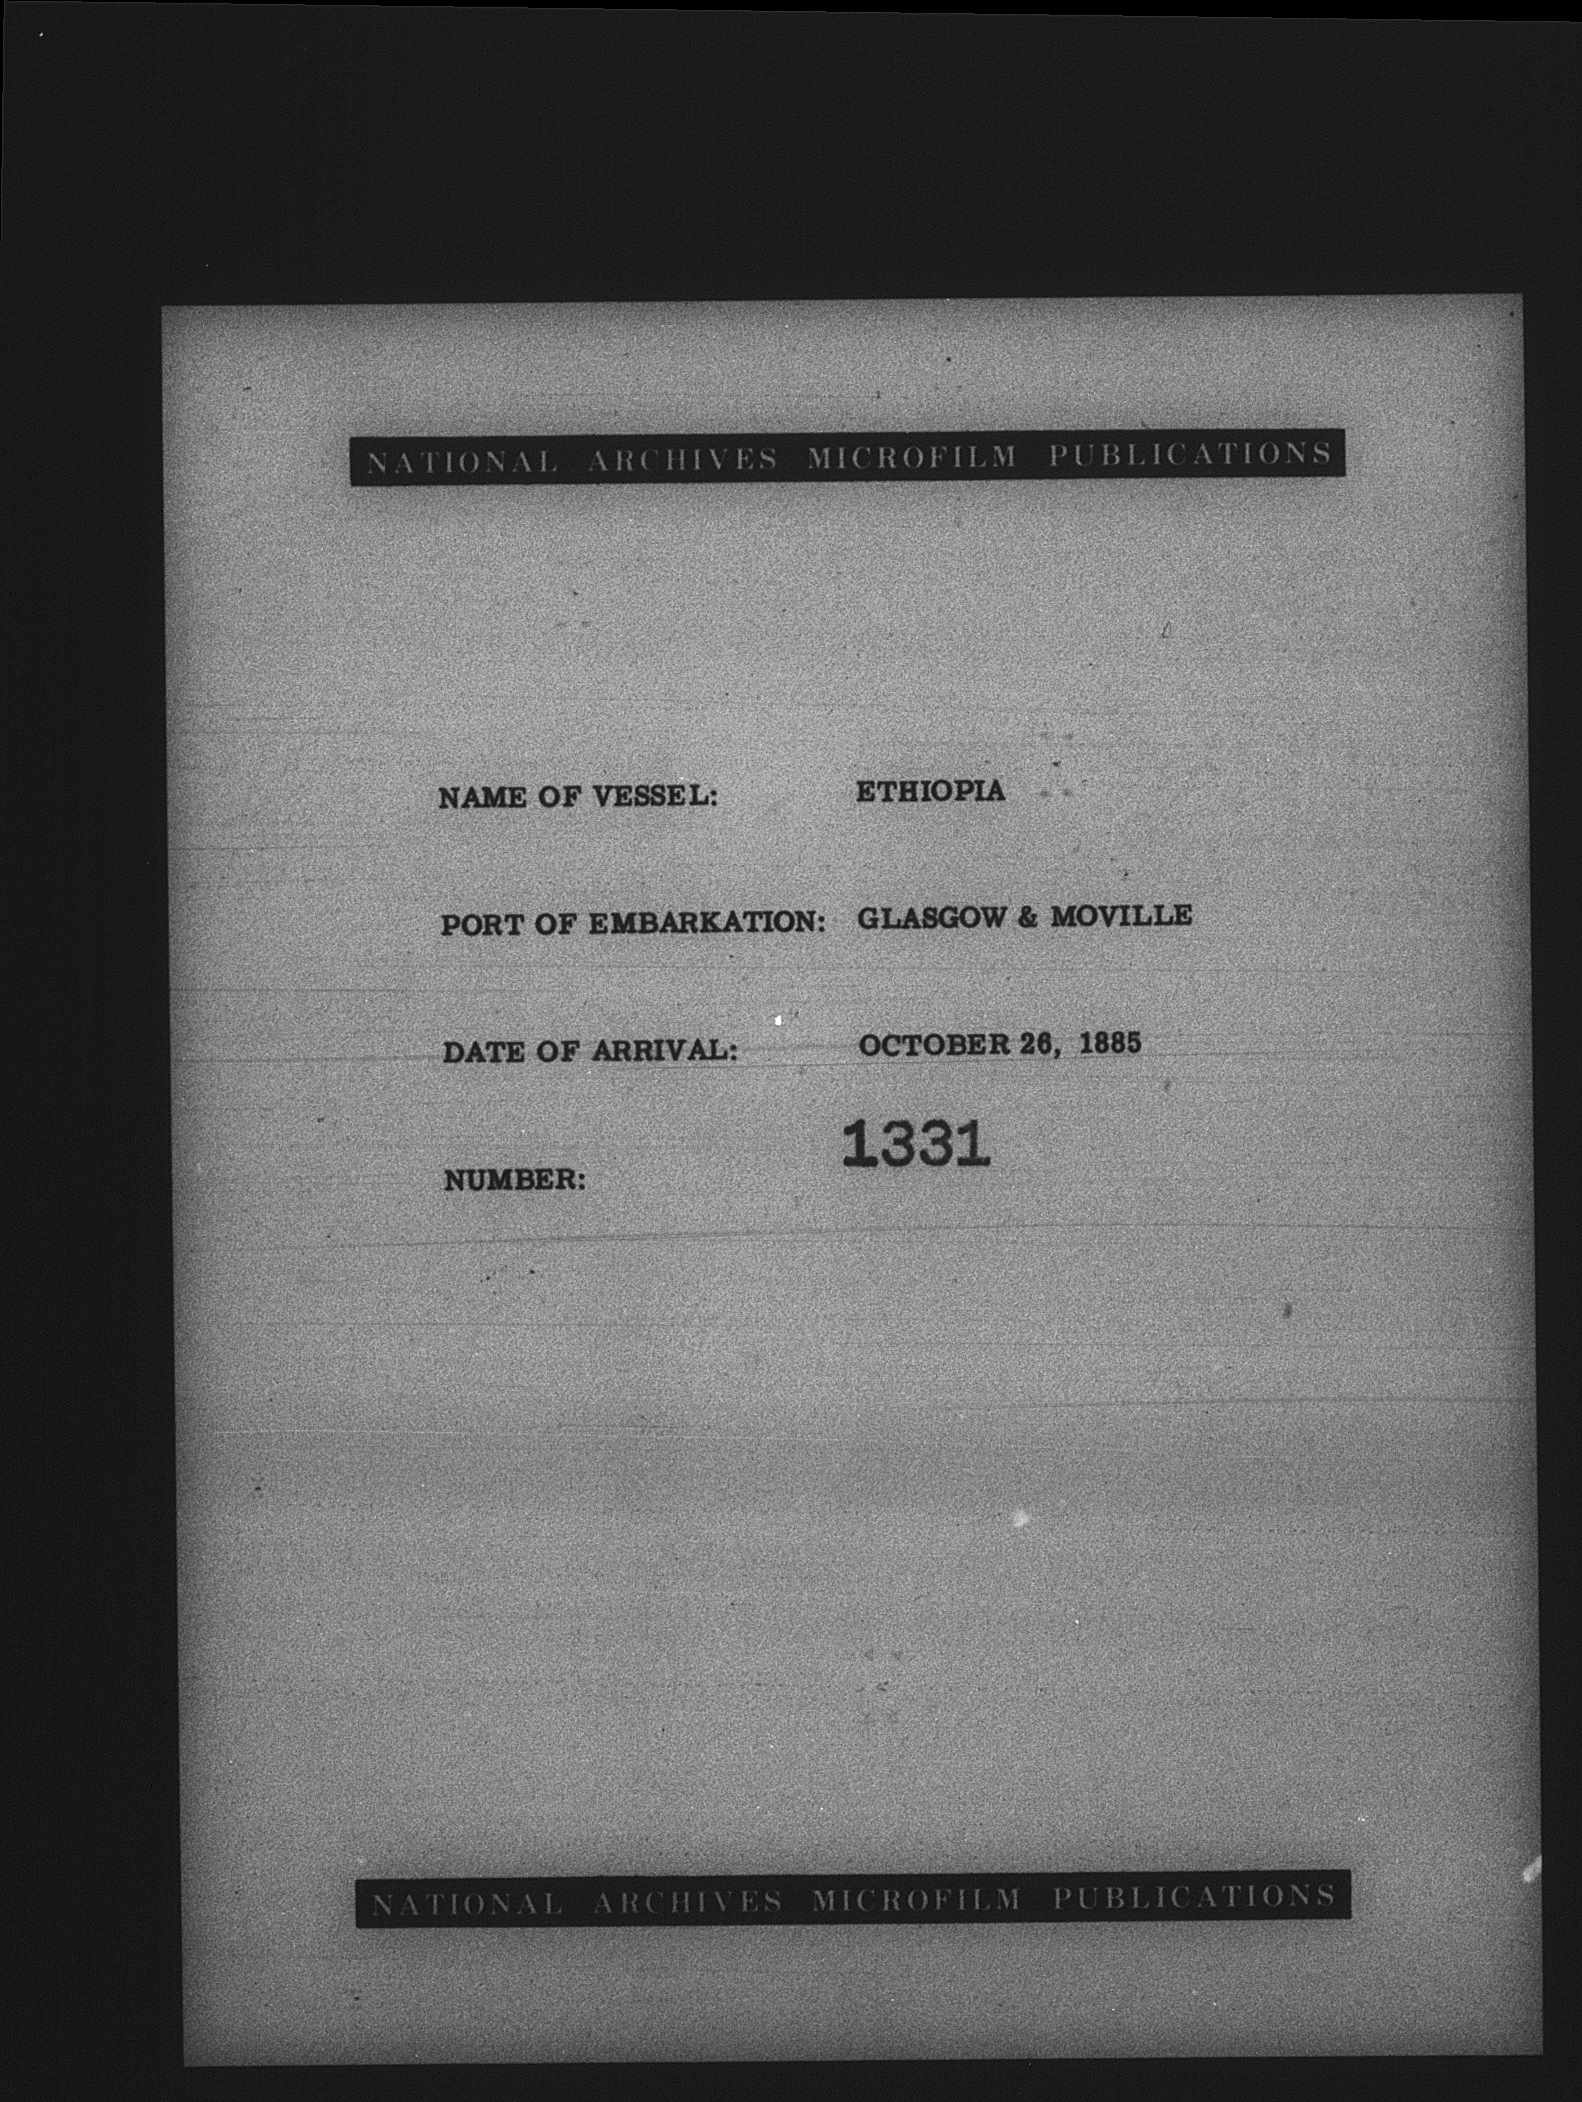 NATIONAL ARCHIVES MICROFILM PUBLICATIONS
NAME OF VESSEL: ETHIOPIA
PORT OF EMBARKATION: GLASGOW & MOVILLE
DATE OF ARRIVAL: OCTOBER 26, 1885
NUMBER: 1331
NATIONAL ARCHIVES MICROFILM PUBLICATIONS